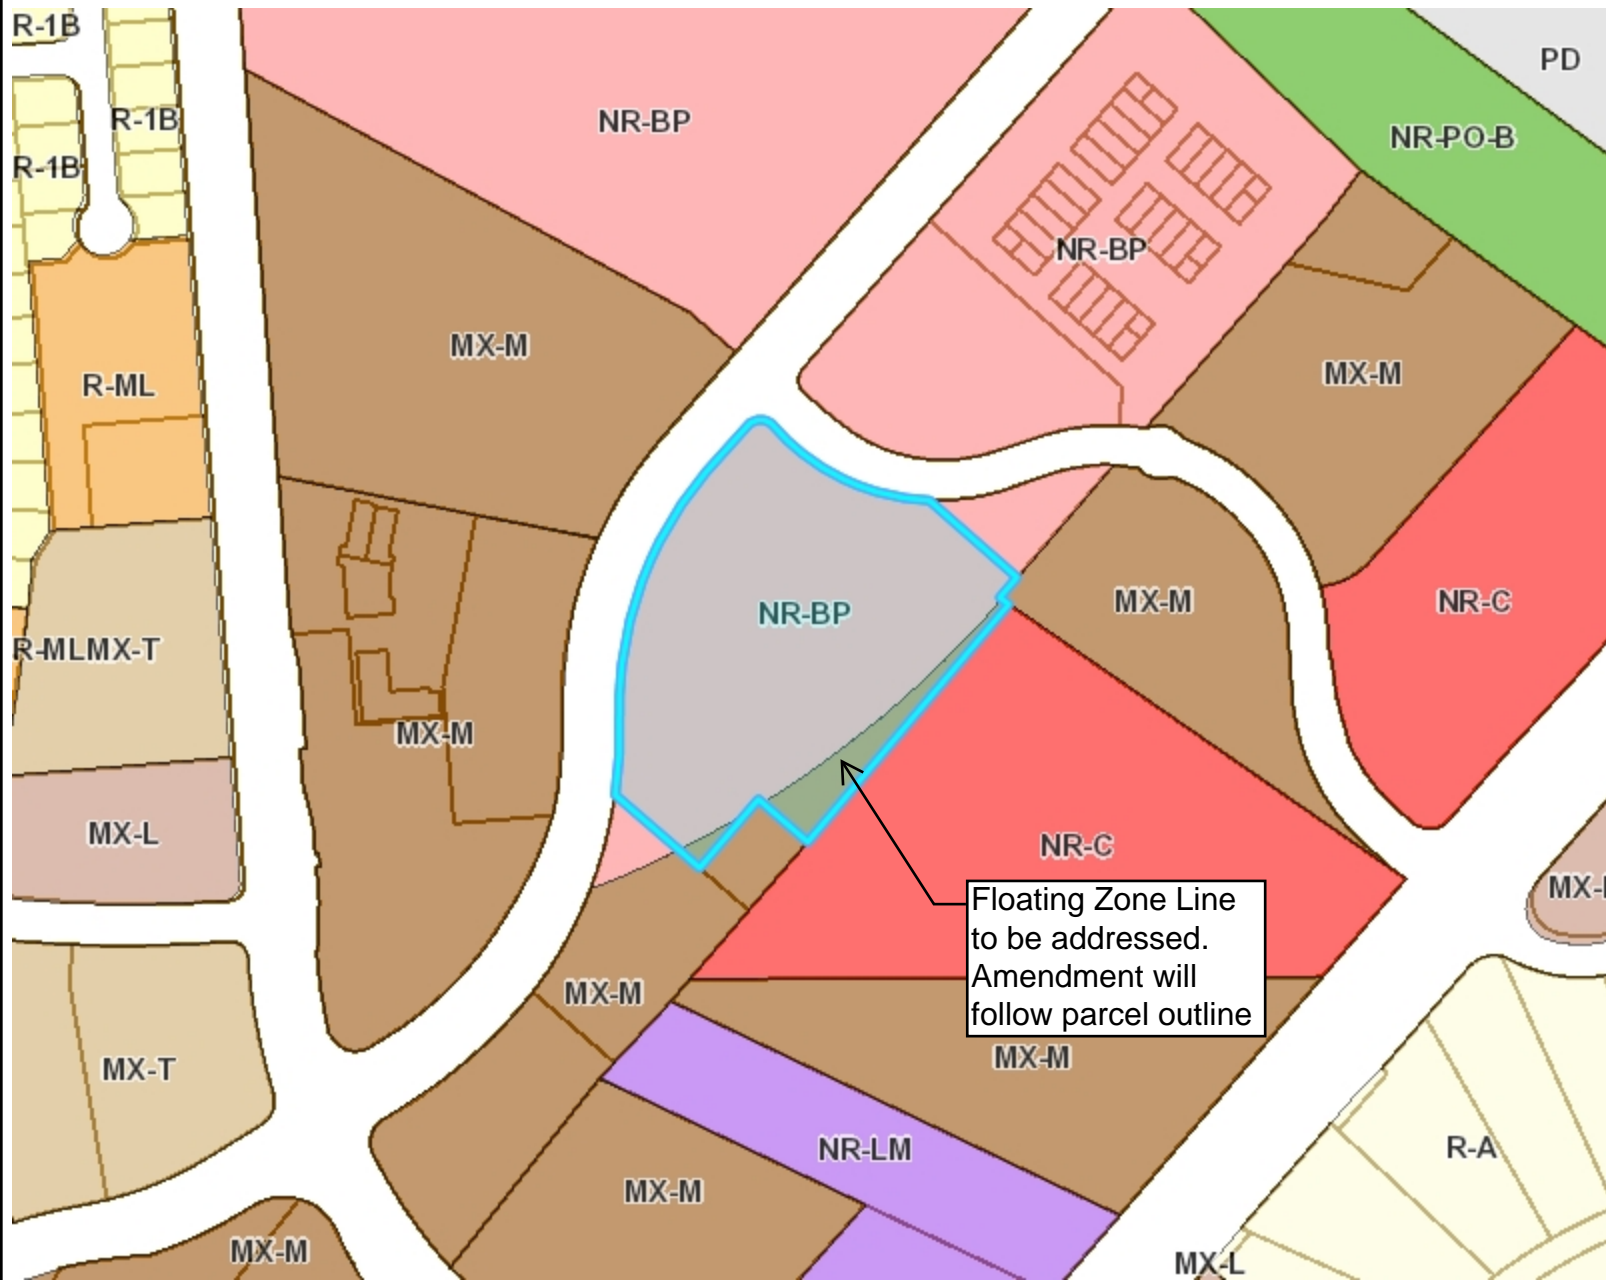 R-1B
PD
R-1B
NR-BP
NR-PO-B
R-1B
NR-BP
MX-M
MX-M
R-ML
NR-BP
MX-M
NR-C
R-MLMX-T
MX-M
MX-L
NR-C
Floating Zone Line
to be addressed.
Amendment will
follow parcel outline
MX-M
MX-M
MX-T
NR-LM
R-A
MX-M
MX-M
MX-L